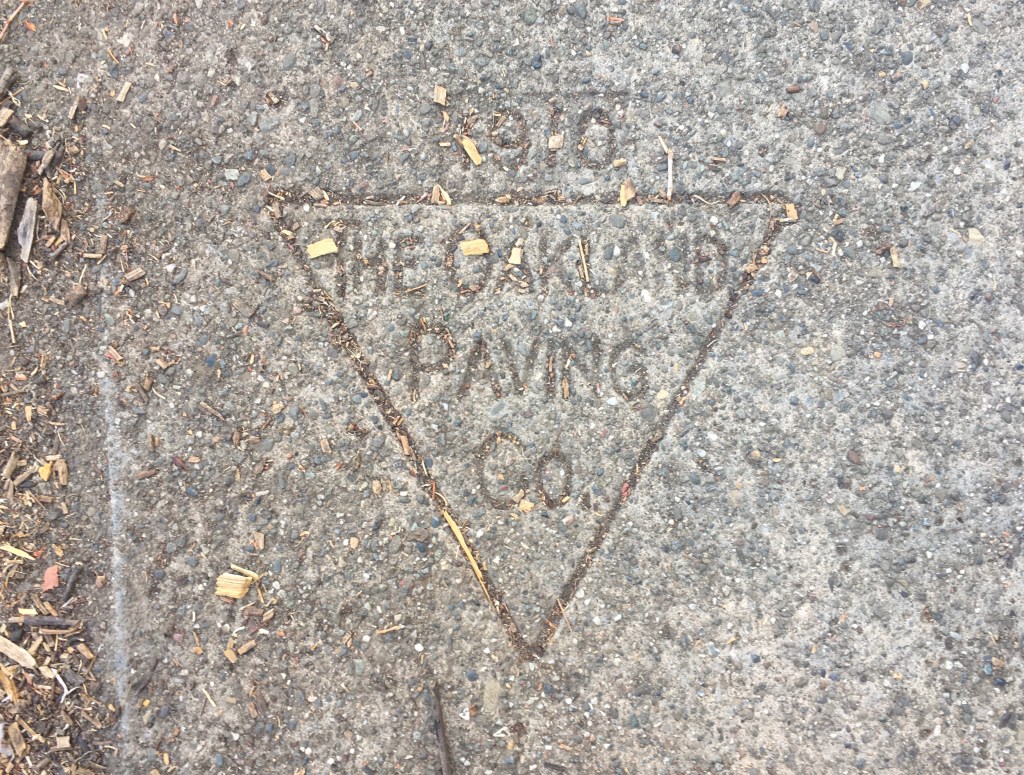 1910
THE OAKLAND
PAVING
CO.